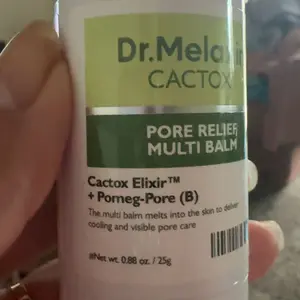 Dr.Melaxin
CACTOX
PORE RELIEF
MULTI BALM
Cactox Elixir™
+ Pomeg-Pore (B)
The multi balm melts into the skin to deliver
cooling and visible pore care
#Net wt. 0.88 oz. / 25g